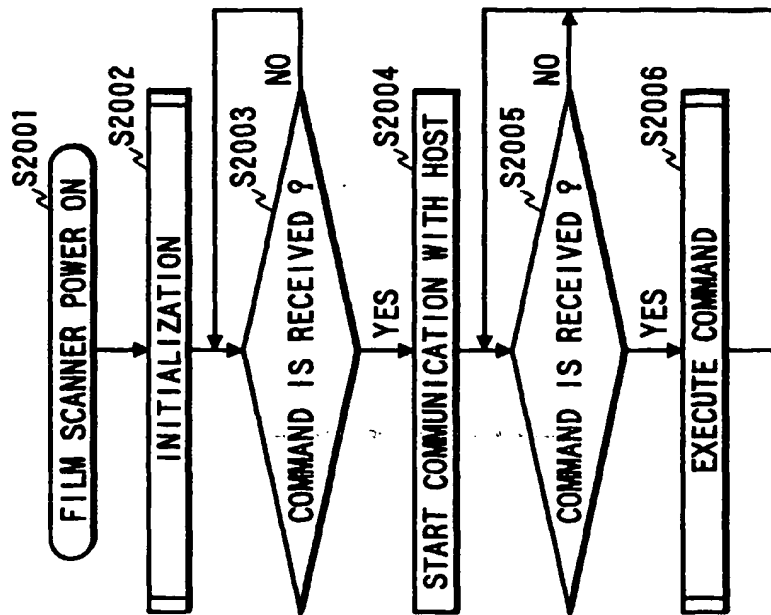 FILM SCANNER POWER ON
S2001
INITIALIZATION
S2002
COMMAND IS RECEIVED ?
S2003
NO
YES
START COMMUNICATION WITH HOST
S2004
COMMAND IS RECEIVED ?
S2005
NO
YES
EXECUTE COMMAND
S2006